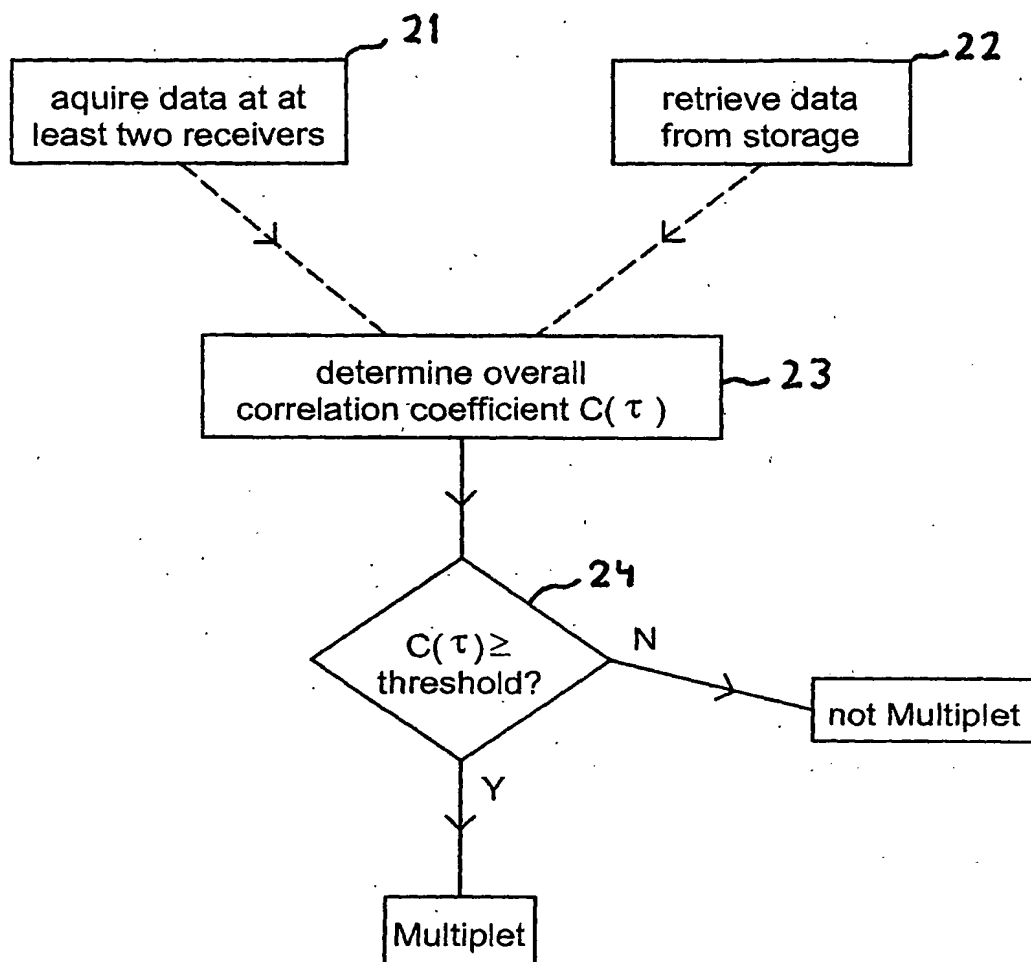 21
aquire data at at
least two receivers
22
retrieve data
from storage
determine overall
correlation coefficient C(τ)
23
24
C(τ)≥
threshold?
N
not Multiplet
Y
Multiplet